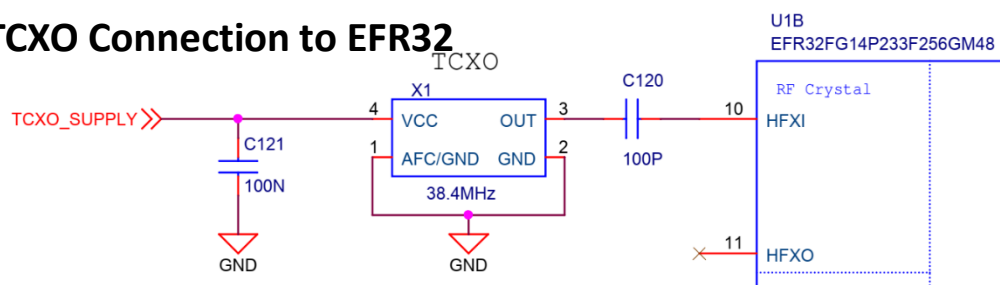 TCXO Connection to EFR32
U1B
EFR32FG14P233F256GM48
TCXO
X1
C120
RF Crystal
TCXO_SUPPLY
4
VCC
OUT
3
10
HFXI
C121
1
AFC/GND
GND
2
100P
100N
38.4MHz
11
HFXO
GND
GND